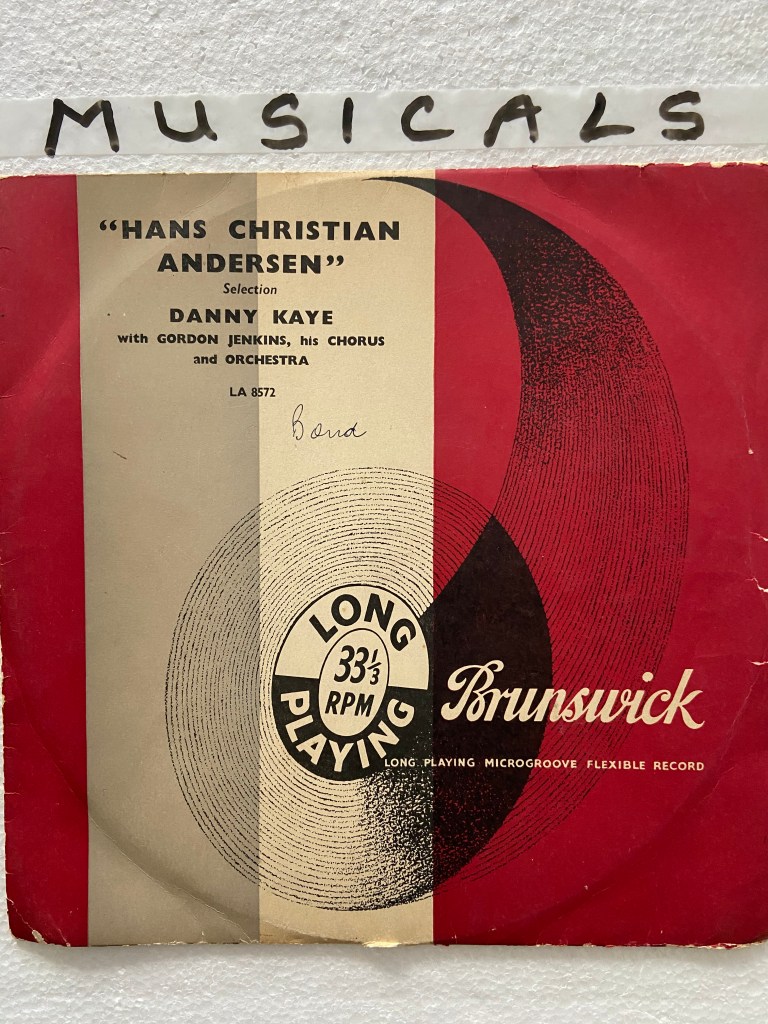 MUSICALS
“HANS CHRISTIAN
ANDERSEN”
Selection
DANNY KAYE
with GORDON JENKINS, his CHORUS
and ORCHESTRA
LA 8572
Bond
LONG
33⅓
RPM
PLAYING
Brunswick
LONG PLAYING MICROGROOVE FLEXIBLE RECORD